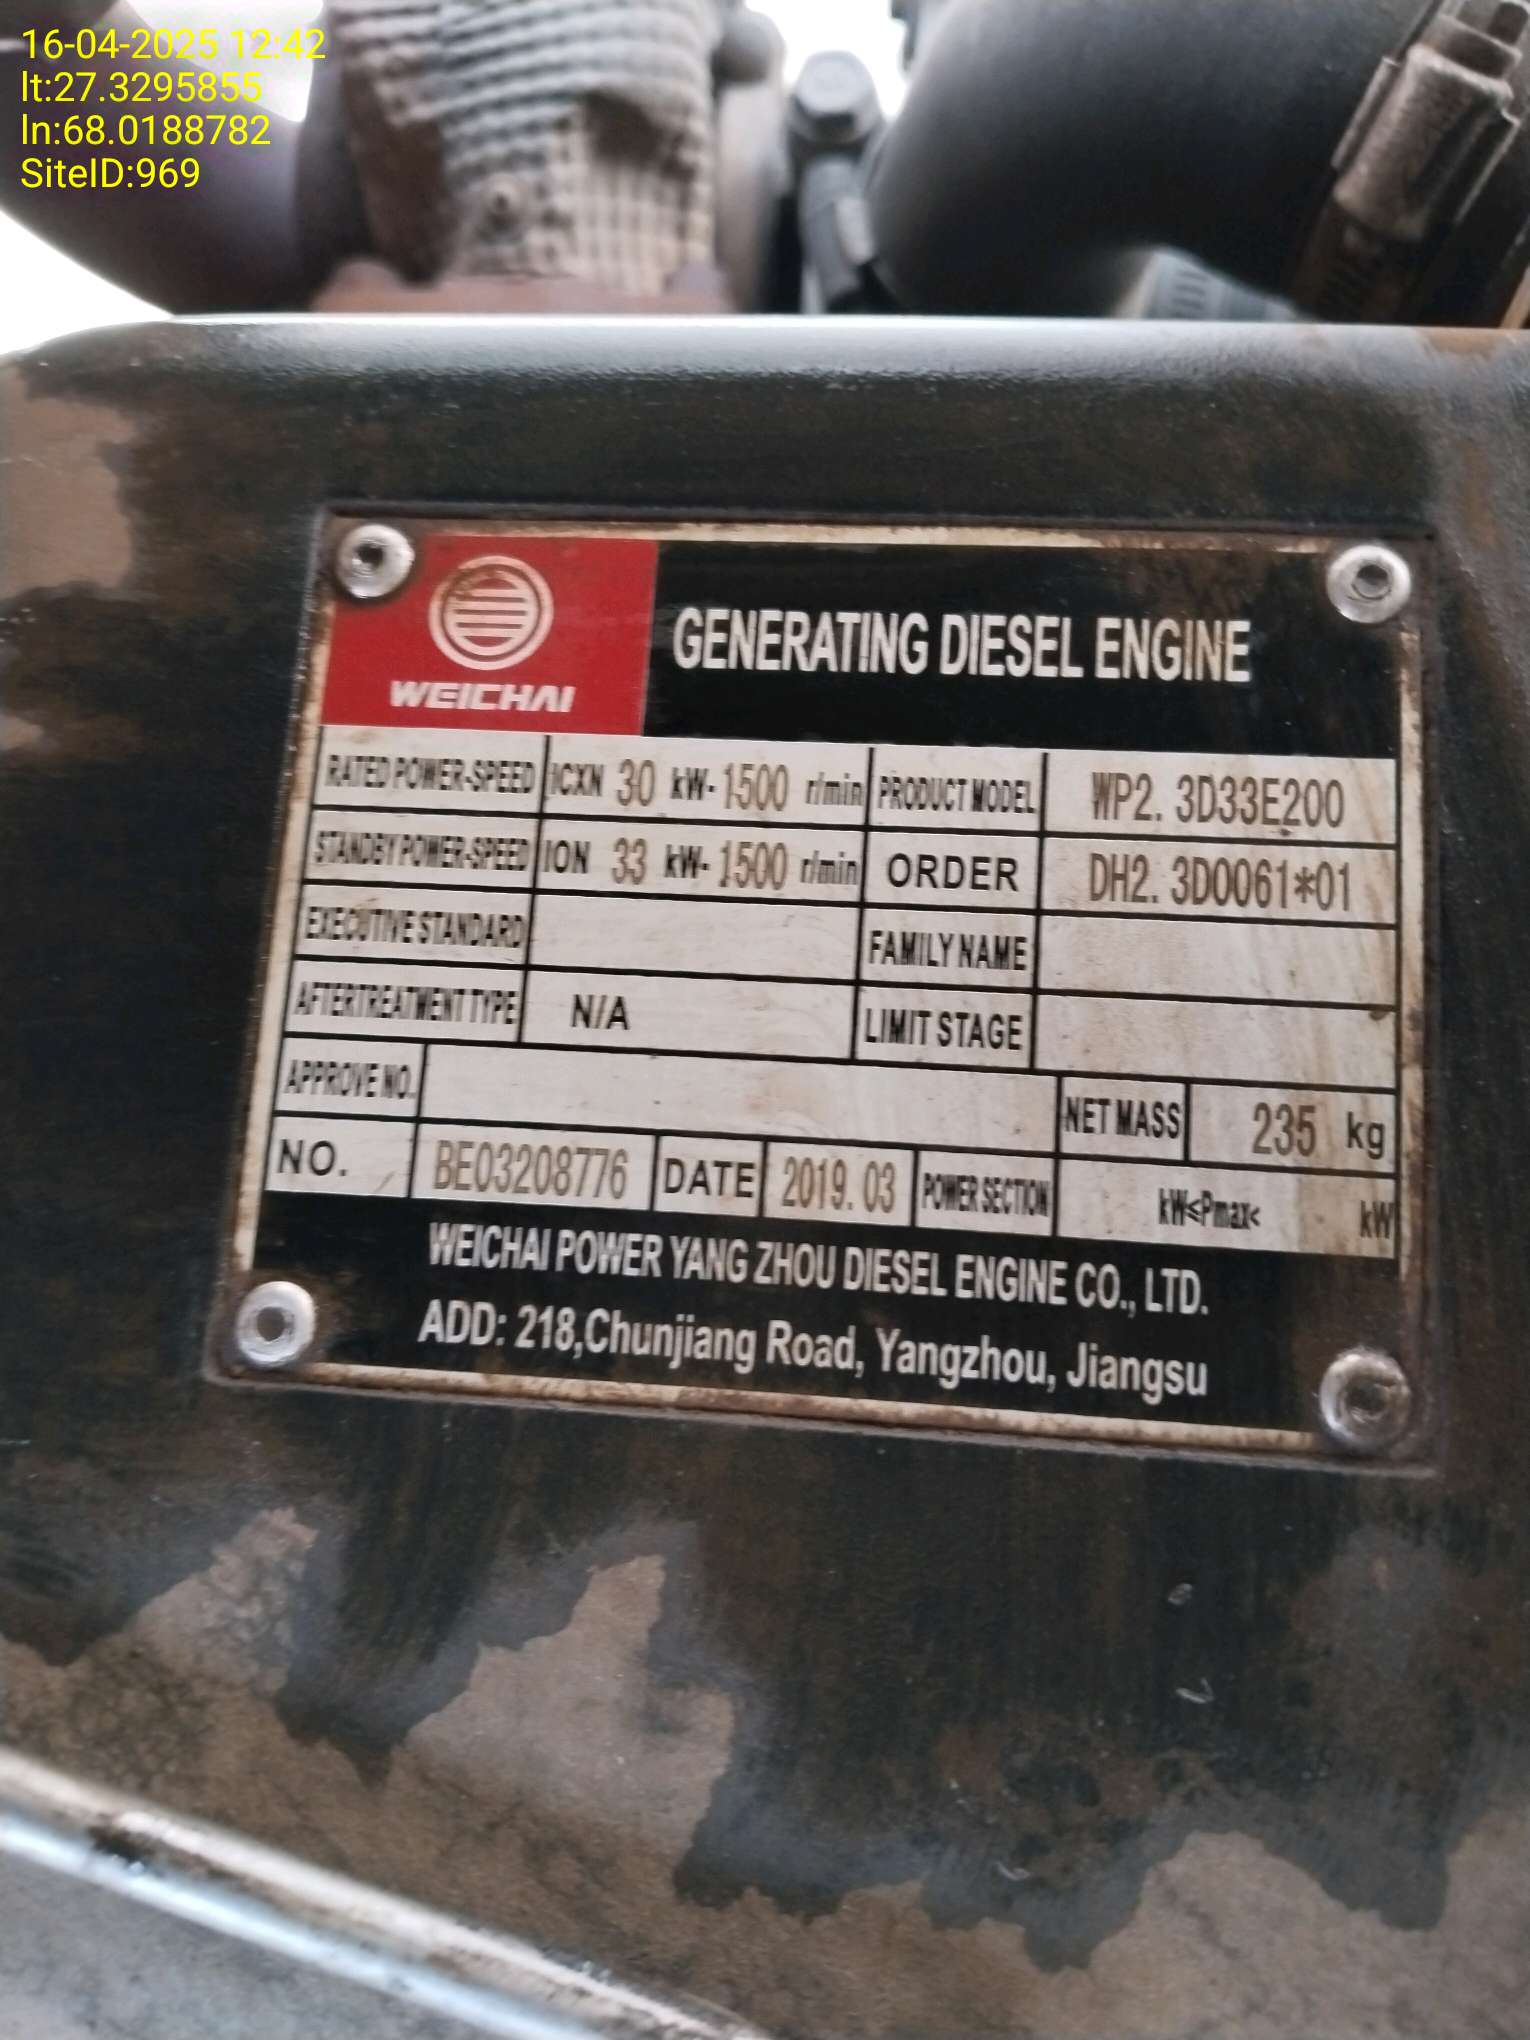 16-04-2025 12:42
lt:27.3295855
ln:68.0188782
SiteID:969
WEICHAI
GENERATING DIESEL ENGINE
RATED POWER-SPEED ICXN 30 kW- 1500 r/min PRODUCT MODEL WP2. 3D33E200
STANDBY POWER-SPEED ION 33 kW- 1500 r/min ORDER DH2. 3D0061*01
EXECUTIVE STANDARD FAMILY NAME
AFTERTREATMENT TYPE N/A LIMIT STAGE
APPROVE NO. NET MASS 235 kg
NO. BE03208776 DATE 2019. 03 POWER SECTION kW≤Pmax< kW
WEICHAI POWER YANG ZHOU DIESEL ENGINE CO., LTD.
ADD: 218,Chunjiang Road, Yangzhou, Jiangsu